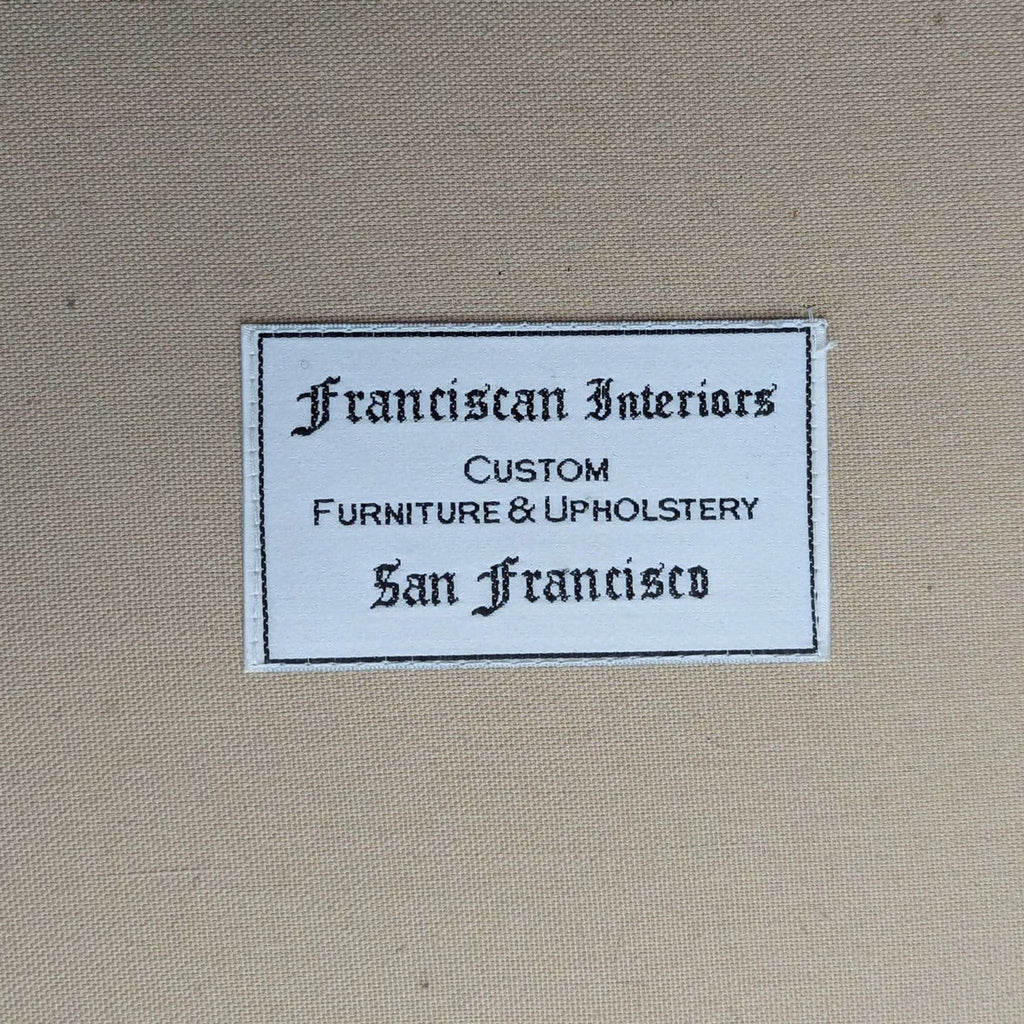 Franciscan Interiors
CUSTOM
FURNITURE & UPHOLSTERY
San Francisco